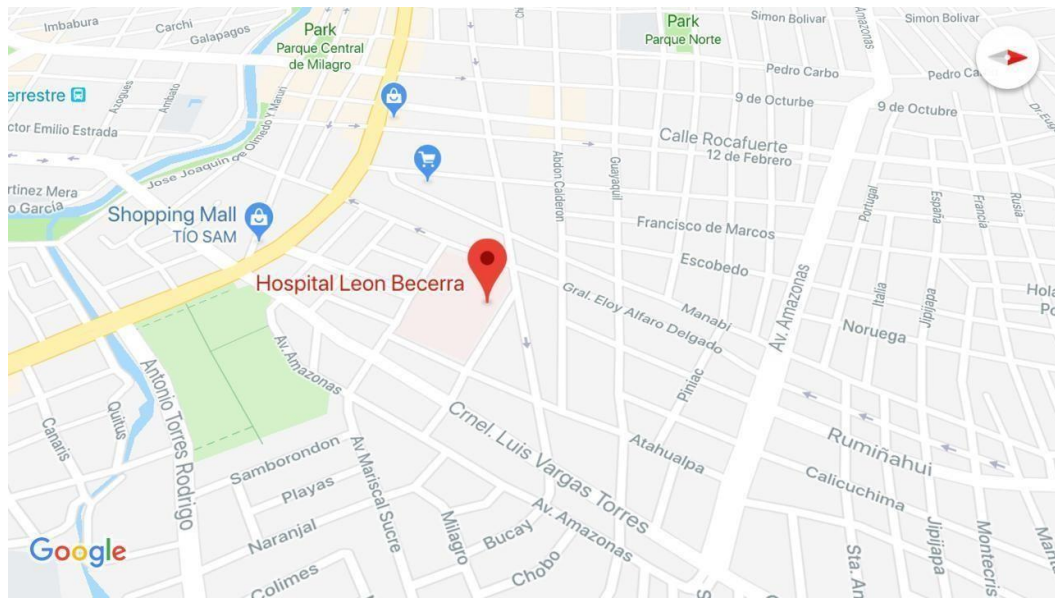 Imbabura
Carchi
Galapagos
Park
Parque Central
de Milagro
ON
Park
Parque Norte
Simon Bolivar
Amazonas
Simon Bolivar
errestre
Azogues
Ambato
Pedro Carbo
Pedro Ca
9 de Octurbe
9 de Octubre
ctor Emilio Estrada
Jose Joaquin de Olmedo Y Maruri
Calle Rocafuerte
12 de Febrero
rtinez Mera
o García
Shopping Mall
TÍO SAM
Abdon Calderon
Guayaquil
Portugal
España
Francia
Rusia
Francisco de Marcos
Escobedo
Hospital Leon Becerra
Gral. Eloy Alfaro Delgado
Manabi
Av. Amazonas
Italia
Jipijapa
Noruega
Hola
Po
Av. Amazonas
Antonio Torres Rodrigo
Quitus
Canaris
Piniac
Crnel. Luis Vargas Torres
Atahualpa
Rumiñahui
Calicuchima
Samborondon
Playas
Naranjal
Colimes
Av Mariscal Sucre
Milagro
Bucay
Chobo
Av. Amazonas
Sta. An
Jipijapa
Montecris
Manta
Google